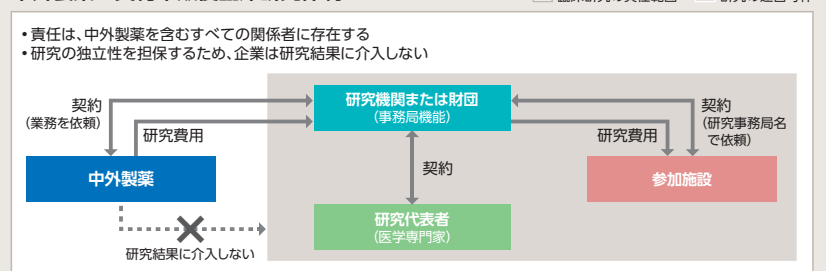 ・責任は、中外製薬を含むすべての関係者に存在する
・研究の独立性を担保するため、企業は研究結果に介入しない
契約
(業務を依頼)
研究費用
中外製薬
研究機関または財団
(事務局機能)
契約
研究代表者
(医学専門家)
研究費用
契約
(研究事務局名
で依頼)
参加施設
研究結果に介入しない